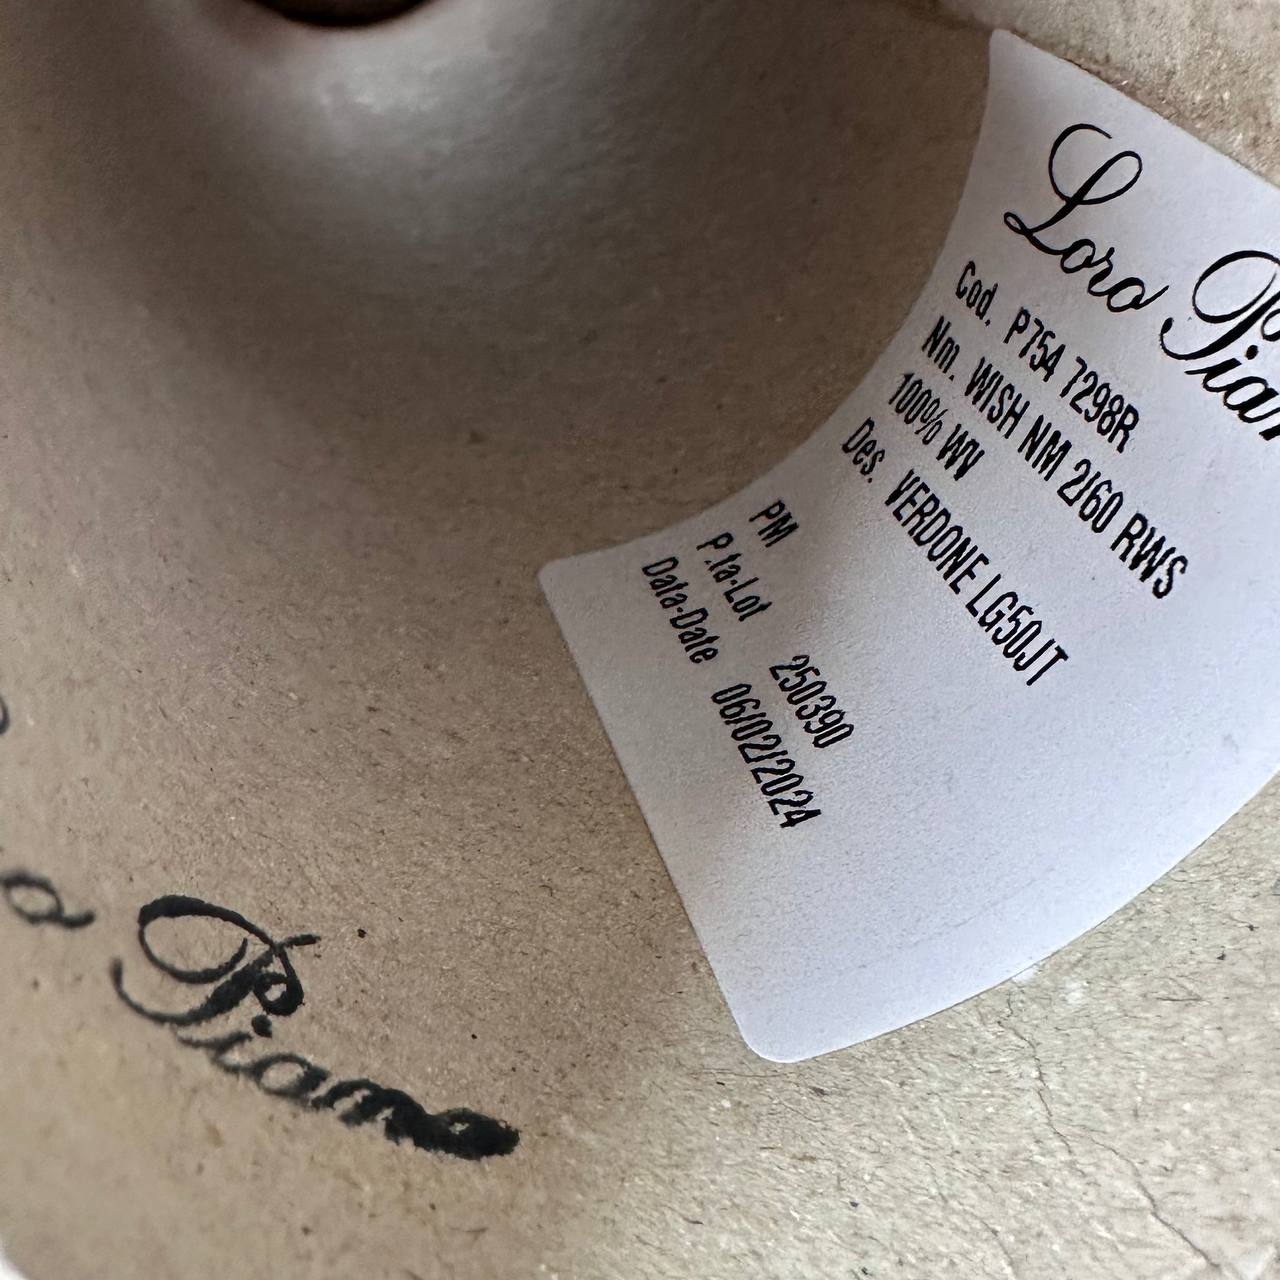 Loro Pian
Cod. P754 7298R
Nm. WISH NM 2/60 RWS
100% WV
Des. VERDONE LG50JT
PM
P.ta-Lot 250390
Data-Date 06/02/2024
o Piana